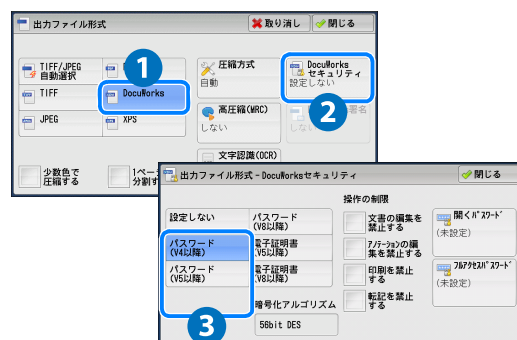 出力ファイル形式
取り消し
閉じる
TIFF/JPEG
自動選択
TIFF
DocuWorks
JPEG
XPS
圧縮方式
自動
高圧縮(MRC)
しない
文字認識(OCR)
DocuWorks
セキュリティ
設定しない
署名
少数色で
圧縮する
1ペー
分割す
1
2
出力ファイル形式 - DocuWorksセキュリティ
閉じる
設定しない
パスワード
(V8以降)
パスワード
(V4以降)
電子証明書
(V5以降)
パスワード
(V5以降)
電子証明書
(V8以降)
暗号化アルゴリズム
56bit DES
操作の制限
文書の編集を
禁止する
アノテーションの編
集を禁止する
印刷を禁止
する
転記を禁止
する
開くパスワード
(未設定)
フルアクセスパスワード
(未設定)
3